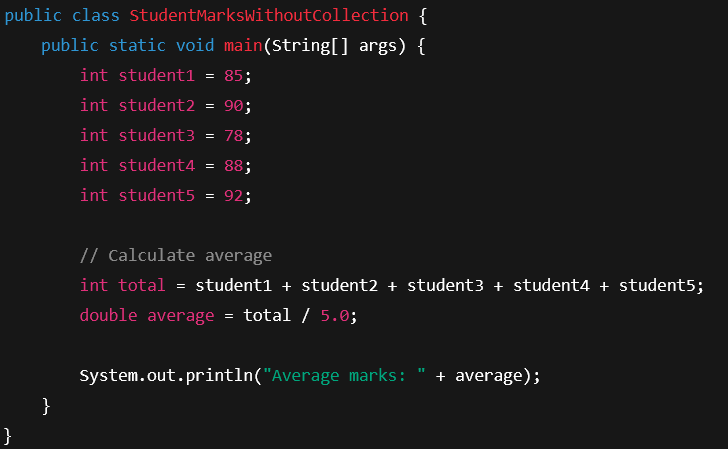 public class StudentMarksWithoutCollection {
    public static void main(String[] args) {
        int student1 = 85;
        int student2 = 90;
        int student3 = 78;
        int student4 = 88;
        int student5 = 92;

        // Calculate average
        int total = student1 + student2 + student3 + student4 + student5;
        double average = total / 5.0;

        System.out.println("Average marks: " + average);
    }
}